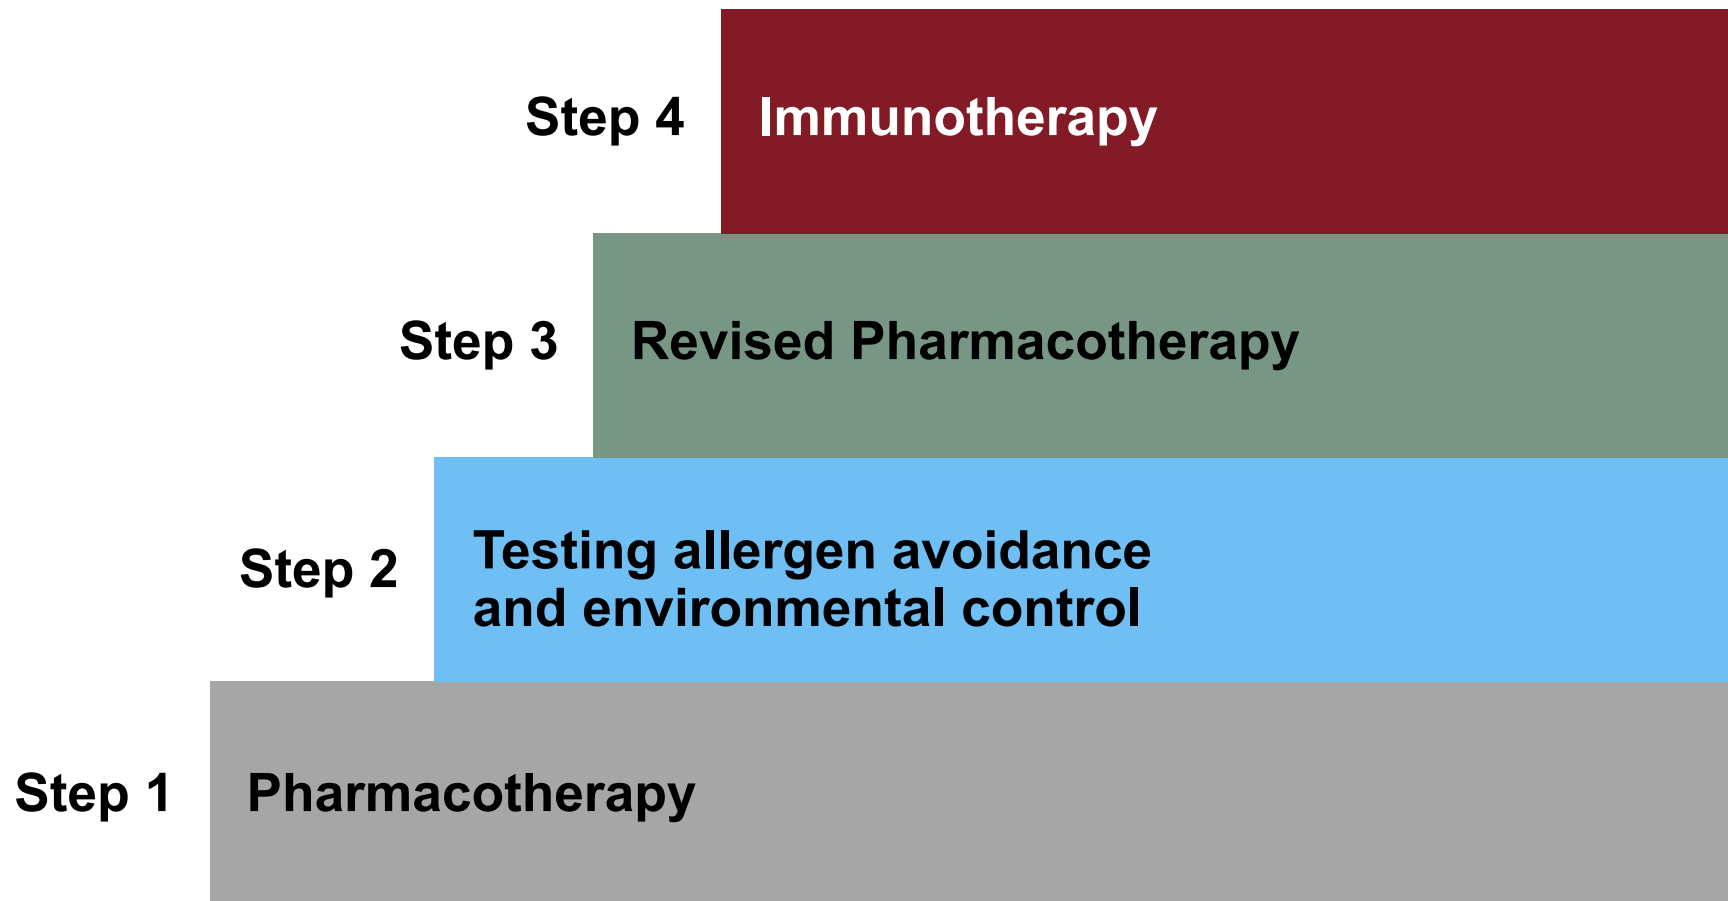 Step 4 Immunotherapy
Step 3 Revised Pharmacotherapy
Step 2 Testing allergen avoidance
and environmental control
Step 1 Pharmacotherapy